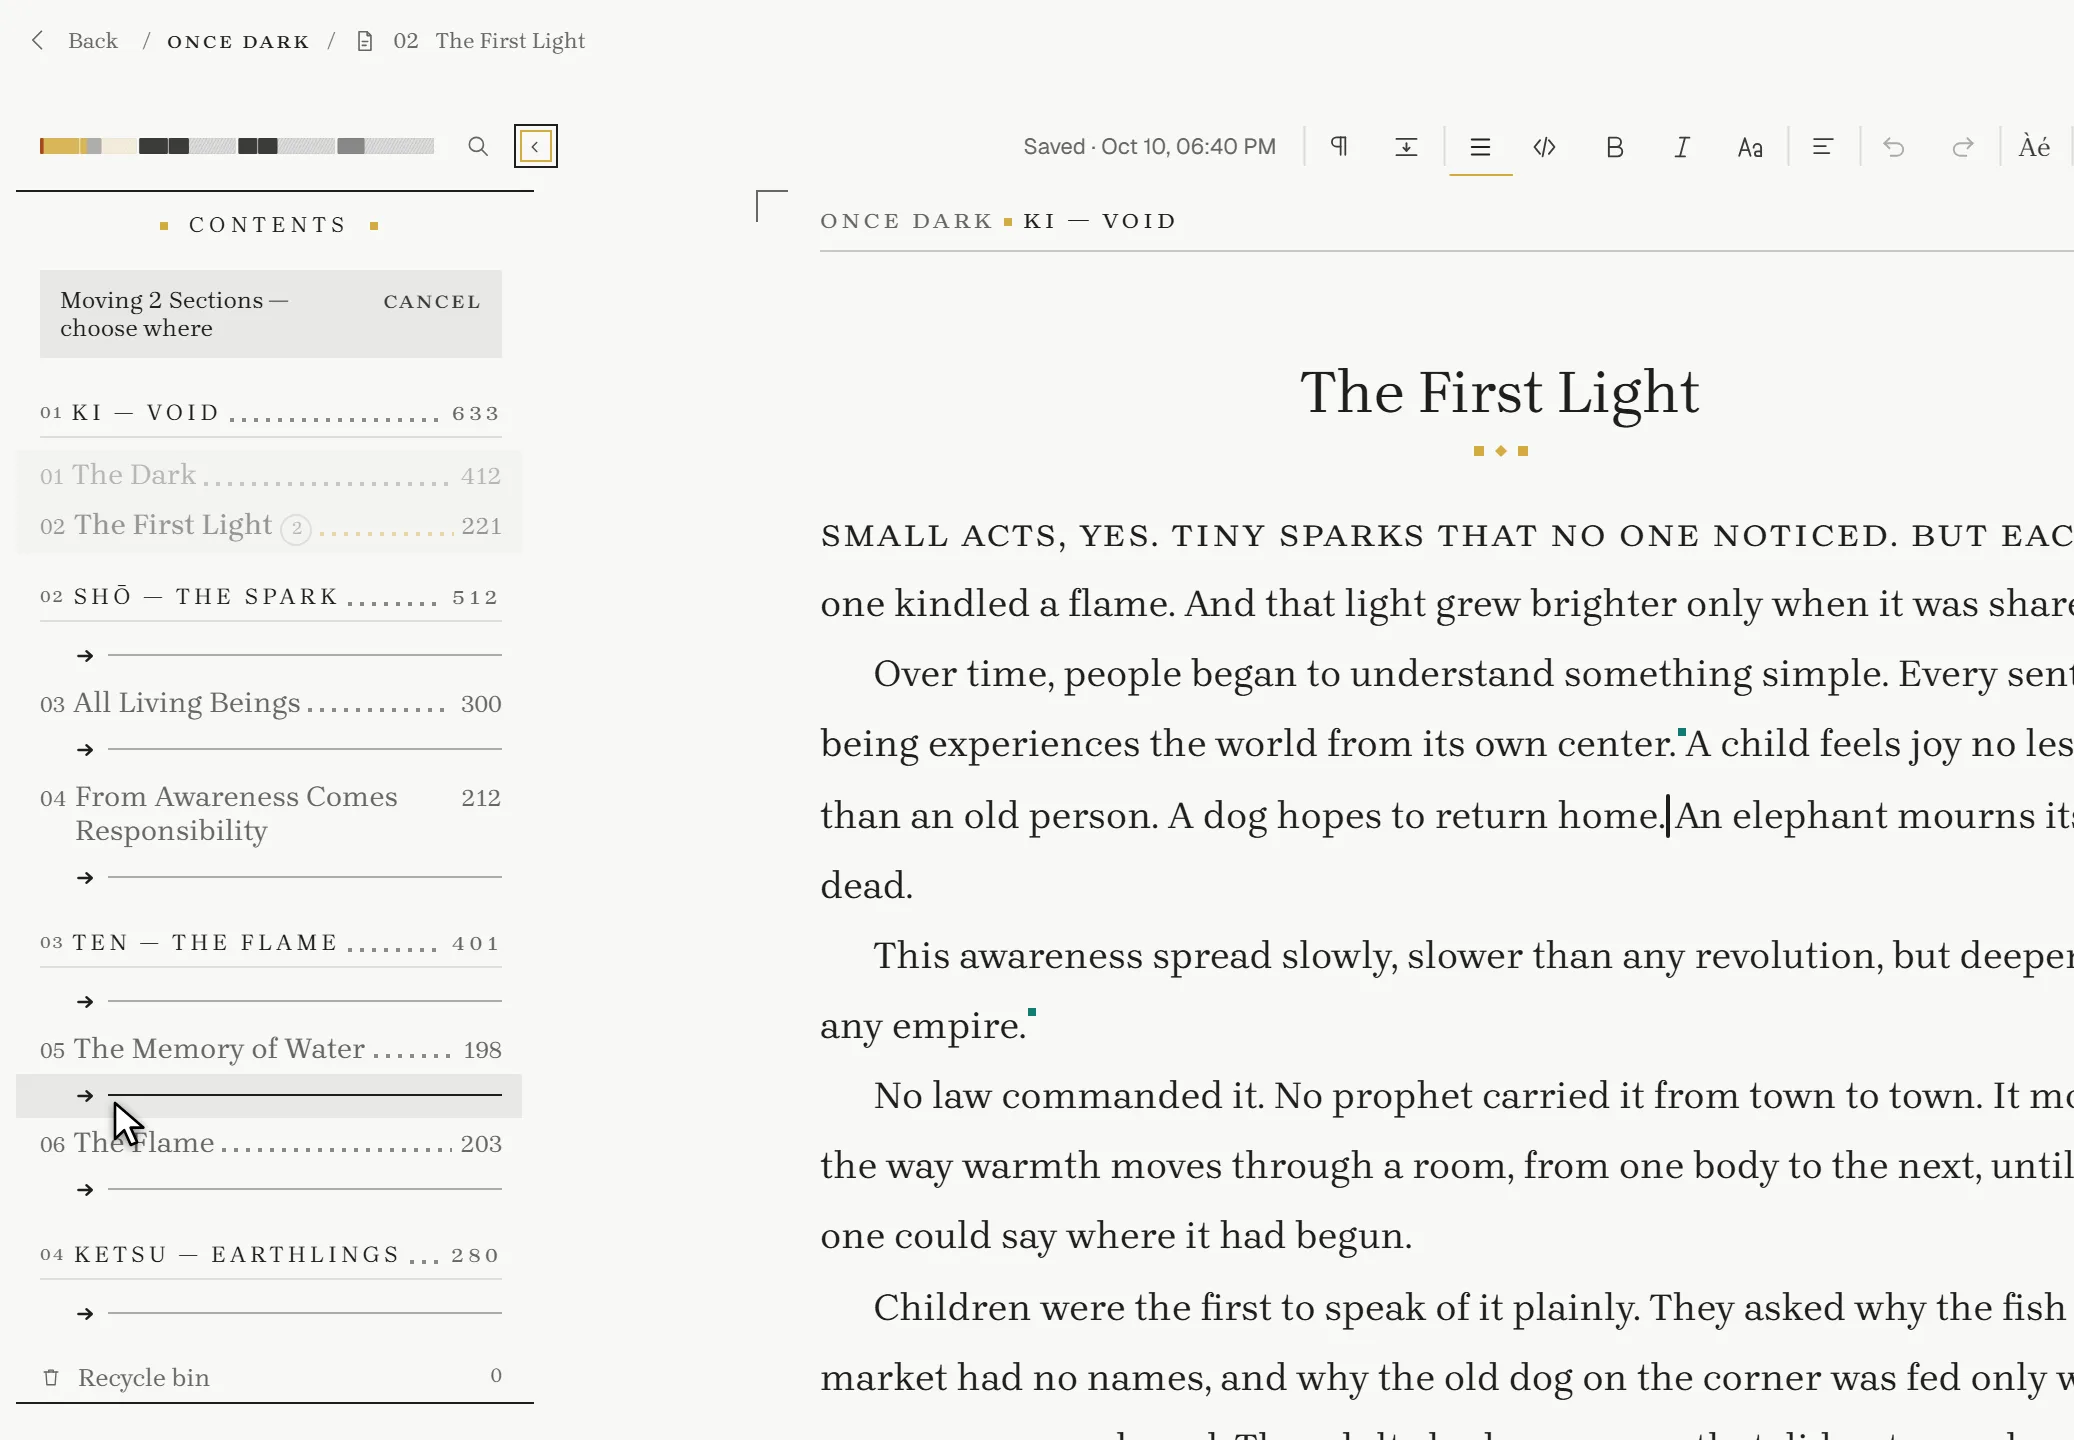 Back / ONCE DARK / 02 The First Light
Saved · Oct 10, 06:40 PM
B I Aa Àé
CONTENTS
Moving 2 Sections —
choose where
CANCEL
01 KI — VOID 633
01 The Dark 412
02 The First Light 2 221
02 SHŌ — THE SPARK 512
03 All Living Beings 300
04 From Awareness Comes 212
Responsibility
03 TEN — THE FLAME 401
05 The Memory of Water 198
06 The Flame 203
04 KETSU — EARTHLINGS 280
Recycle bin 0
ONCE DARK KI — VOID
The First Light
SMALL ACTS, YES. TINY SPARKS THAT NO ONE NOTICED. BUT EAC
one kindled a flame. And that light grew brighter only when it was share
Over time, people began to understand something simple. Every sent
being experiences the world from its own center. A child feels joy no les
than an old person. A dog hopes to return home. An elephant mourns its
dead.
This awareness spread slowly, slower than any revolution, but deeper
any empire.
No law commanded it. No prophet carried it from town to town. It mo
the way warmth moves through a room, from one body to the next, until
one could say where it had begun.
Children were the first to speak of it plainly. They asked why the fish
market had no names, and why the old dog on the corner was fed only w